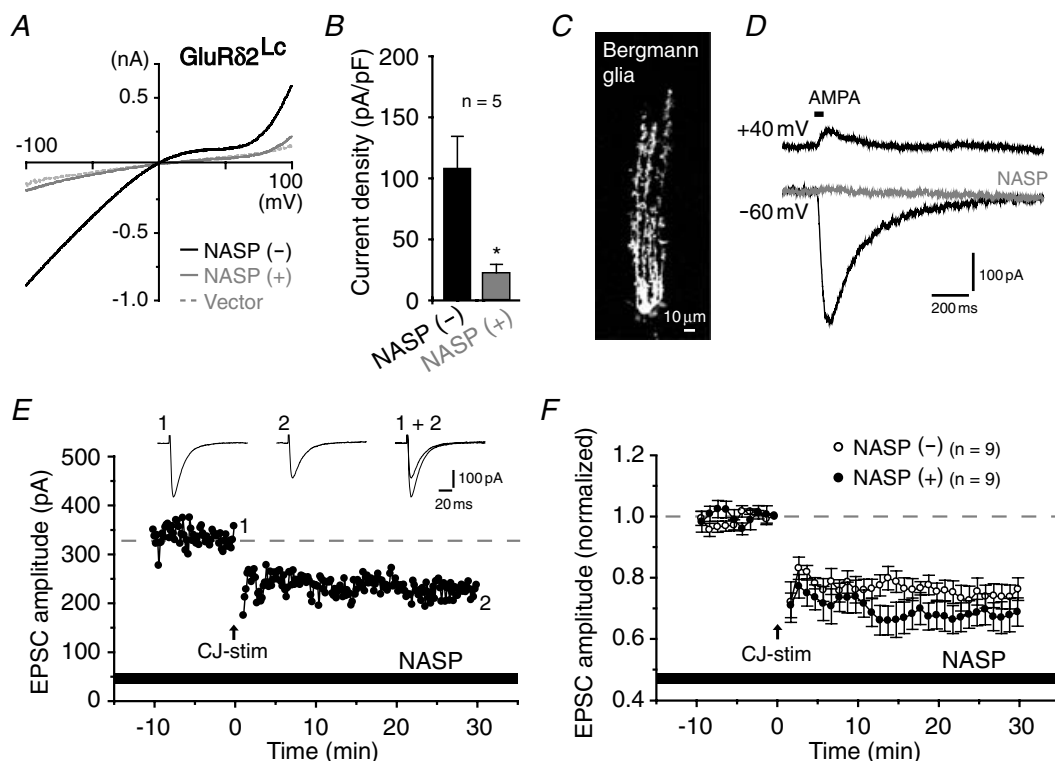 A
(nA)
GluRδ2Lc
0.5
-100
100
(mV)
-0.5
-1.0
NASP (−)
NASP (+)
Vector
B
Current density (pA/pF)
200
150
100
50
0
n = 5
*
NASP (−)
NASP (+)
C
Bergmann
glia
10 μm
D
AMPA
+40 mV
NASP
−60 mV
100 pA
200 ms
E
1
2
1 + 2
100 pA
20 ms
EPSC amplitude (pA)
500
400
300
200
100
0
1
2
CJ-stim
NASP
-10
0
10
20
30
Time (min)
F
EPSC amplitude (normalized)
NASP (−) (n = 9)
NASP (+) (n = 9)
1.0
0.8
0.6
0.4
CJ-stim
NASP
-10
0
10
20
30
Time (min)